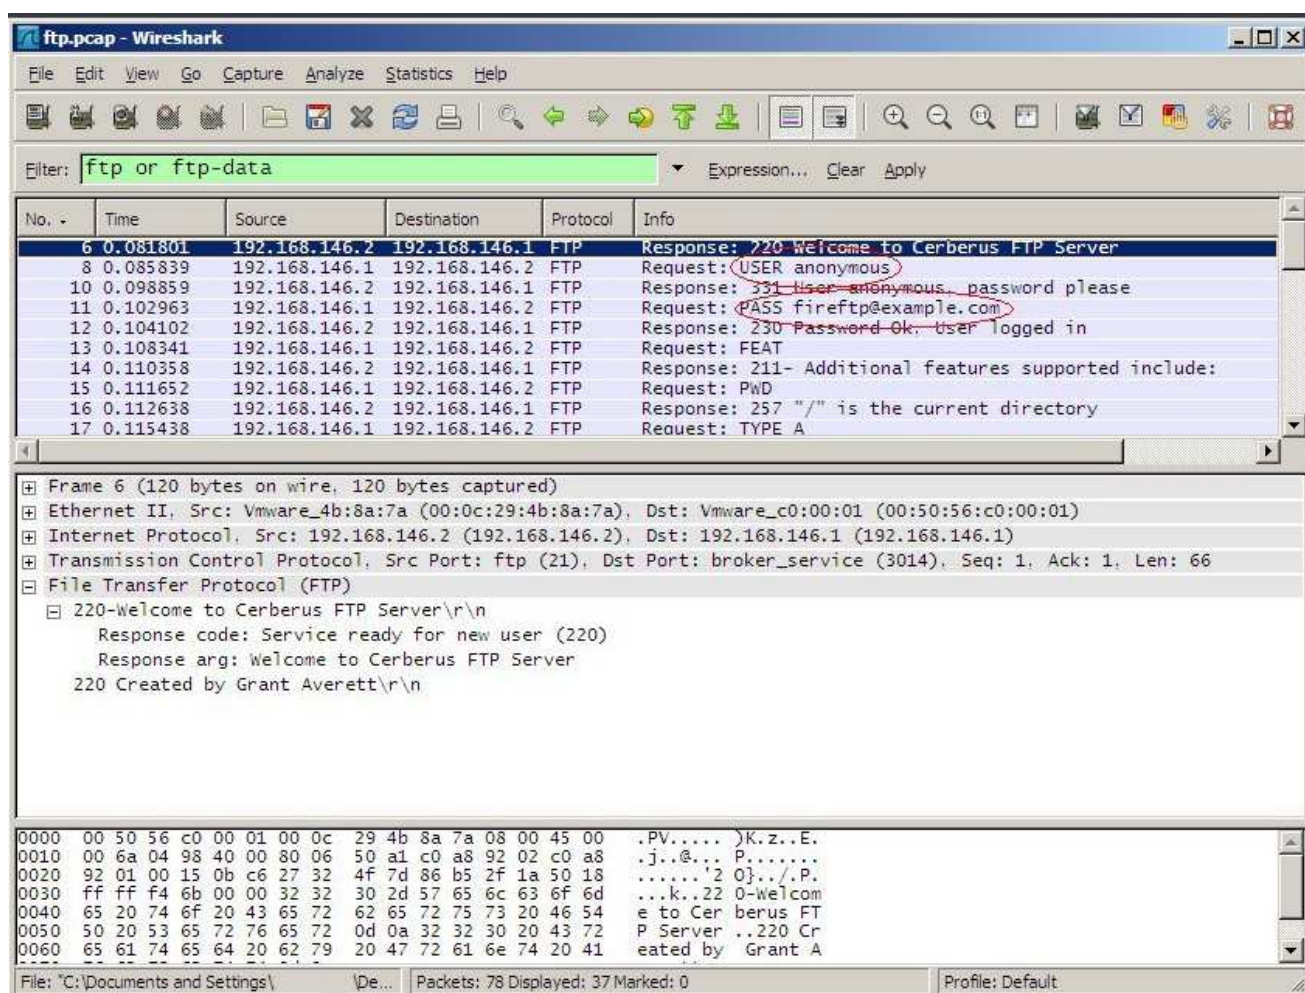 ftp.pcap - Wireshark
File Edit View Go Capture Analyze Statistics Help
Filter: ftp or ftp-data Expression... Clear Apply
No. Time Source Destination Protocol Info
6 0.081801 192.168.146.2 192.168.146.1 FTP Response: 220 Welcome to Cerberus FTP Server
8 0.085839 192.168.146.1 192.168.146.2 FTP Request: USER anonymous
10 0.098859 192.168.146.2 192.168.146.1 FTP Response: 331 User anonymous, password please
11 0.102963 192.168.146.1 192.168.146.2 FTP Request: PASS fireftp@example.com
12 0.104102 192.168.146.2 192.168.146.1 FTP Response: 230 Password Ok, User logged in
13 0.108341 192.168.146.1 192.168.146.2 FTP Request: FEAT
14 0.110358 192.168.146.2 192.168.146.1 FTP Response: 211- Additional features supported include:
15 0.111652 192.168.146.1 192.168.146.2 FTP Request: PWD
16 0.112638 192.168.146.2 192.168.146.1 FTP Response: 257 "/" is the current directory
17 0.115438 192.168.146.1 192.168.146.2 FTP Request: TYPE A
Frame 6 (120 bytes on wire, 120 bytes captured)
Ethernet II, Src: Vmware_4b:8a:7a (00:0c:29:4b:8a:7a), Dst: Vmware_c0:00:01 (00:50:56:c0:00:01)
Internet Protocol, Src: 192.168.146.2 (192.168.146.2), Dst: 192.168.146.1 (192.168.146.1)
Transmission Control Protocol, Src Port: ftp (21), Dst Port: broker_service (3014), Seq: 1, Ack: 1, Len: 66
File Transfer Protocol (FTP)
220-Welcome to Cerberus FTP Server\r\n
Response code: Service ready for new user (220)
Response arg: Welcome to Cerberus FTP Server
220 Created by Grant Averett\r\n
0000 00 50 56 c0 00 01 00 0c 29 4b 8a 7a 08 00 45 00 .PV..... )K.z..E.
0010 00 6a 04 98 40 00 80 06 50 a1 c0 a8 92 02 c0 a8 .j..@... P.......
0020 92 01 00 15 0b c6 27 32 4f 7d 86 b5 2f 1a 50 18 ......'2 O}../.P.
0030 ff ff f4 6b 00 00 32 32 30 2d 57 65 6c 63 6f 6d ...k..22 0-Welcom
0040 65 20 74 6f 20 43 65 72 62 65 72 75 73 20 46 54 e to Cer berus FT
0050 50 20 53 65 72 76 65 72 0d 0a 32 32 30 20 43 72 P Server ..220 Cr
0060 65 61 74 65 64 20 62 79 20 47 72 61 6e 74 20 41 eated by Grant A
File: "C:\Documents and Settings\ \De... Packets: 78 Displayed: 37 Marked: 0 Profile: Default